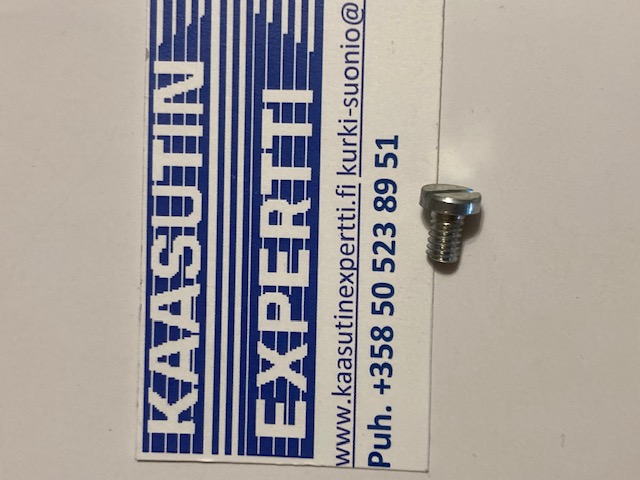 KAASUTIN
EXPERTTI
www.kaasutinexpertti.fi kurki-suonio@
Puh. +358 50 523 89 51